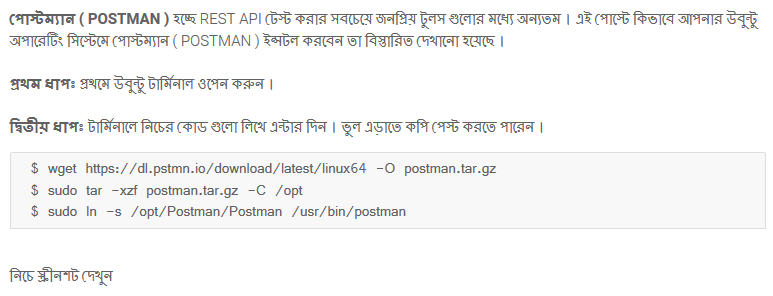 পোস্টম্যান ( POSTMAN ) হচ্ছে REST API টেস্ট করার সবচেয়ে জনপ্রিয় টুলস গুলোর মধ্যে অন্যতম । এই পোস্টে কিভাবে আপনার উবুন্টু
অপারেটিং সিস্টেমে পোস্টম্যান ( POSTMAN ) ইন্সটল করবেন তা বিস্তারিত দেখানো হয়েছে ।
প্রথম ধাপঃ প্রথমে উবুন্টু টার্মিনাল ওপেন করুন ।
দ্বিতীয় ধাপঃ টার্মিনালে নিচের কোড গুলো লিখে এন্টার দিন । ভুল এড়াতে কপি পেস্ট করতে পারেন ।
$ wget https://dl.pstmn.io/download/latest/linux64 -O postman.tar.gz
$ sudo tar -xzf postman.tar.gz -C /opt
$ sudo ln -s /opt/Postman/Postman /usr/bin/postman
নিচে স্ক্রীনশট দেখুন